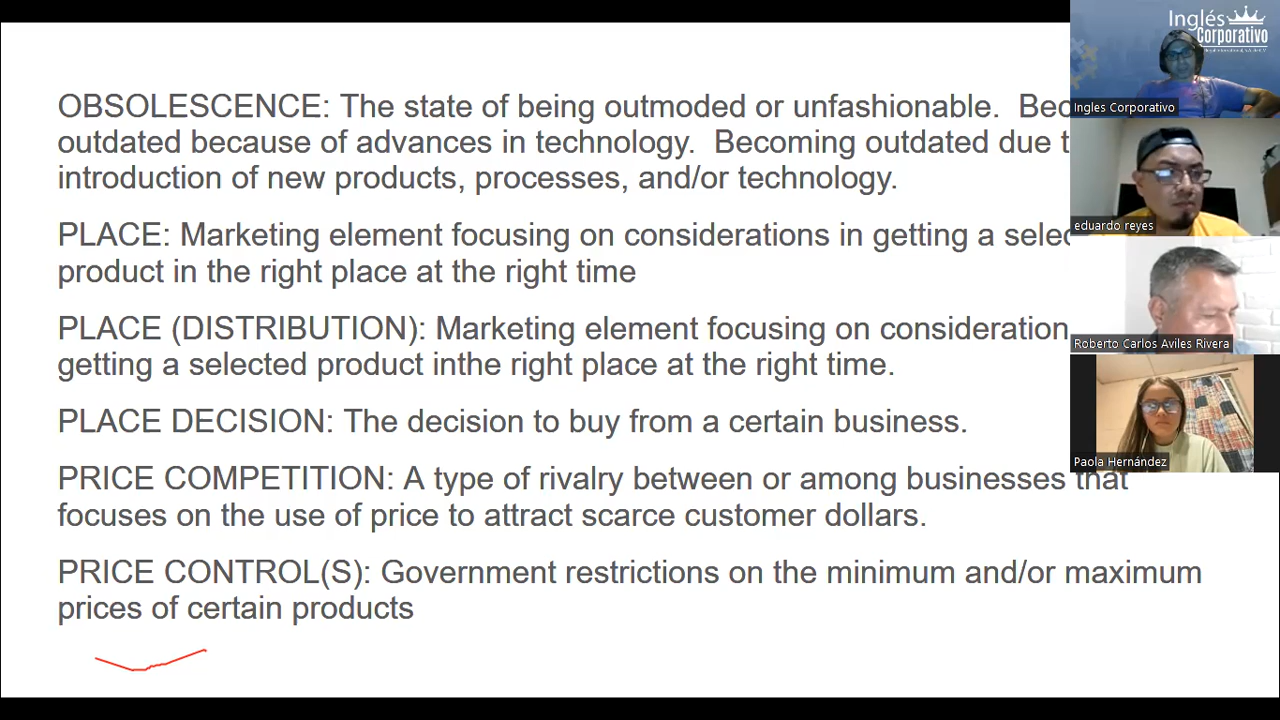 OBSOLESCENCE: The state of being outmoded or unfashionable. Bec
outdated because of advances in technology. Becoming outdated due t
introduction of new products, processes, and/or technology.
PLACE: Marketing element focusing on considerations in getting a selec
product in the right place at the right time
PLACE (DISTRIBUTION): Marketing element focusing on consideration
getting a selected product inthe right place at the right time.
PLACE DECISION: The decision to buy from a certain business.
PRICE COMPETITION: A type of rivalry between or among businesses that
focuses on the use of price to attract scarce customer dollars.
PRICE CONTROL(S): Government restrictions on the minimum and/or maximum
prices of certain products
Inglés
Corporativo
Ingles Corporativo
eduardo reyes
Roberto Carlos Aviles Rivera
Paola Hernández